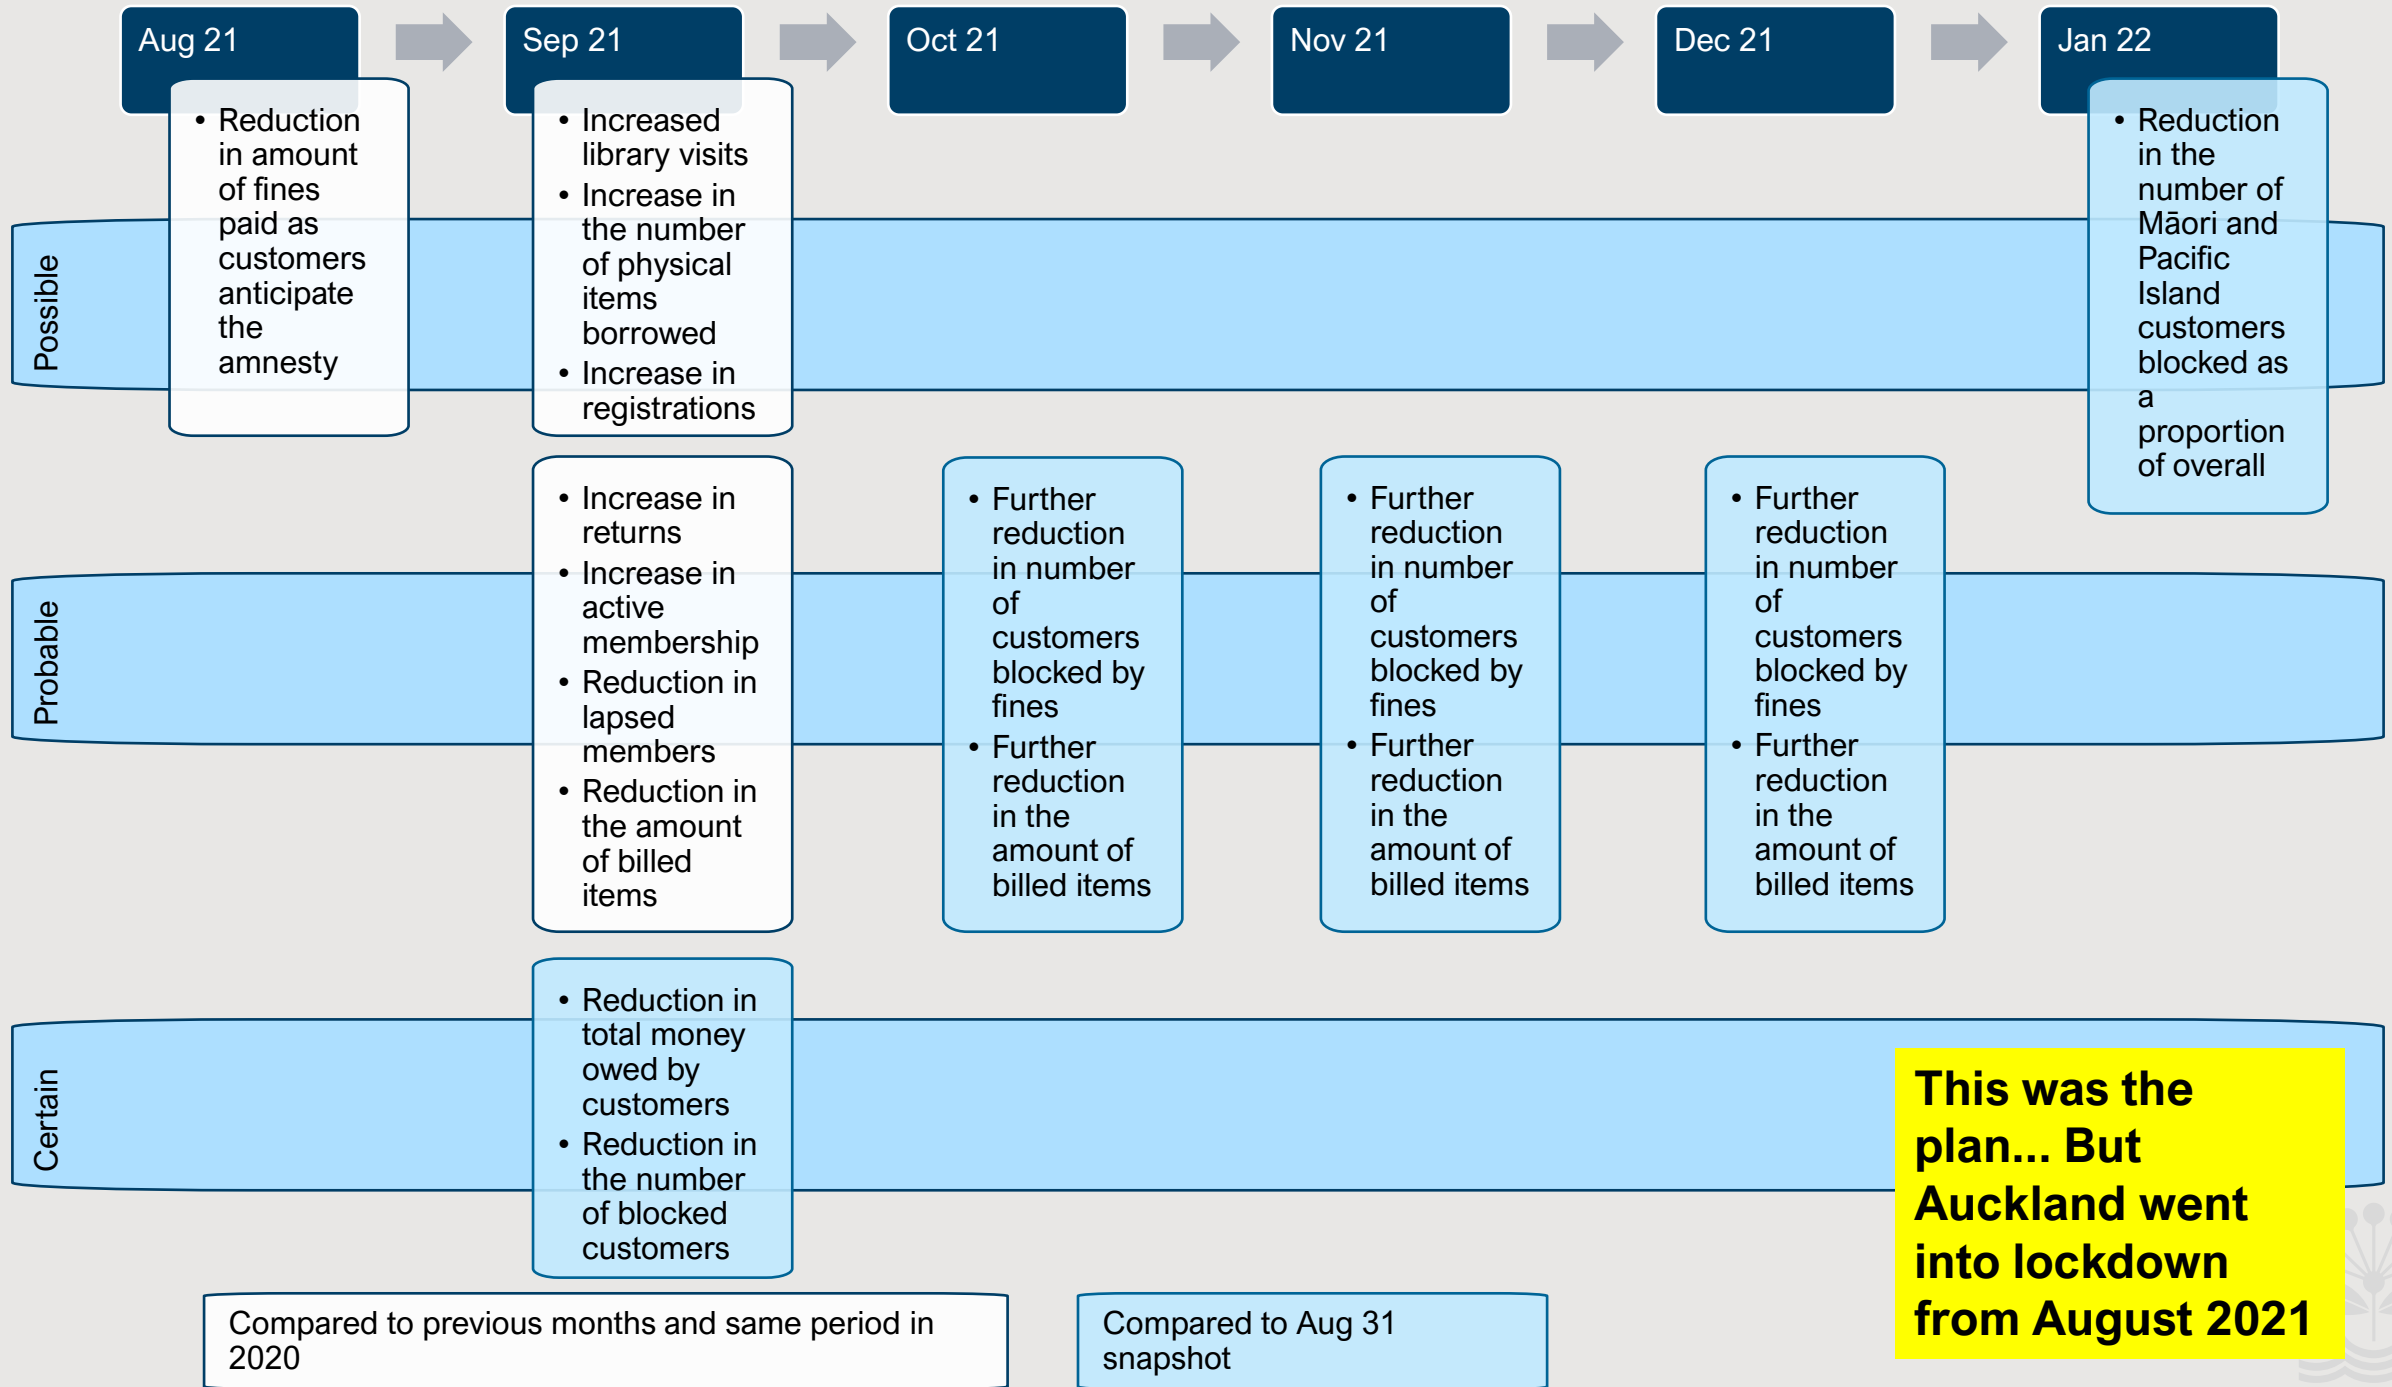 Aug 21
Sep 21
Oct 21
Nov 21
Dec 21
Jan 22
Possible
• Reduction
in amount
of fines
paid as
customers
anticipate
the
amnesty
• Increased
library visits
• Increase in
the number
of physical
items
borrowed
• Increase in
registrations
• Reduction
in the
number of
Māori and
Pacific
Island
customers
blocked as
a
proportion
of overall
Probable
• Increase in
returns
• Increase in
active
membership
• Reduction in
lapsed
members
• Reduction in
the amount
of billed
items
• Further
reduction
in number
of
customers
blocked by
fines
• Further
reduction
in the
amount of
billed items
• Further
reduction
in number
of
customers
blocked by
fines
• Further
reduction
in the
amount of
billed items
• Further
reduction
in number
of
customers
blocked by
fines
• Further
reduction
in the
amount of
billed items
Certain
• Reduction in
total money
owed by
customers
• Reduction in
the number
of blocked
customers
This was the
plan... But
Auckland went
into lockdown
from August 2021
Compared to previous months and same period in
2020
Compared to Aug 31
snapshot